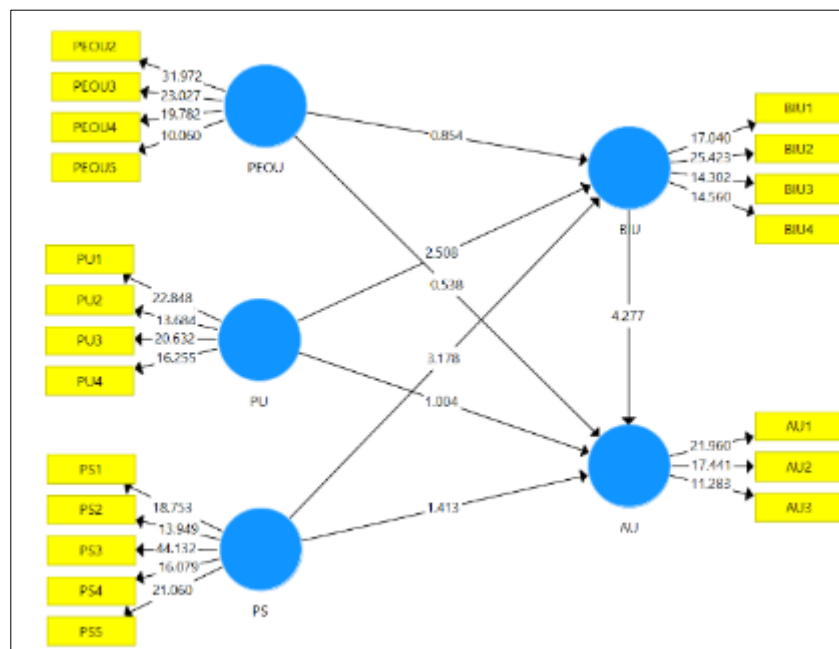 PEOU2
PEOU3
PEOU4
PEOU5
31.972
23.027
19.782
10.060
PEOU
PU1
PU2
PU3
PU4
22.848
13.684
20.632
16.255
PU
PS1
PS2
PS3
PS4
PS5
18.753
13.949
44.132
16.079
21.060
PS
0.854
2.508
0.538
3.178
1.004
1.413
4.277
BIU
17.040
25.423
14.302
14.560
BIU1
BIU2
BIU3
BIU4
AU
21.960
17.441
11.283
AU1
AU2
AU3